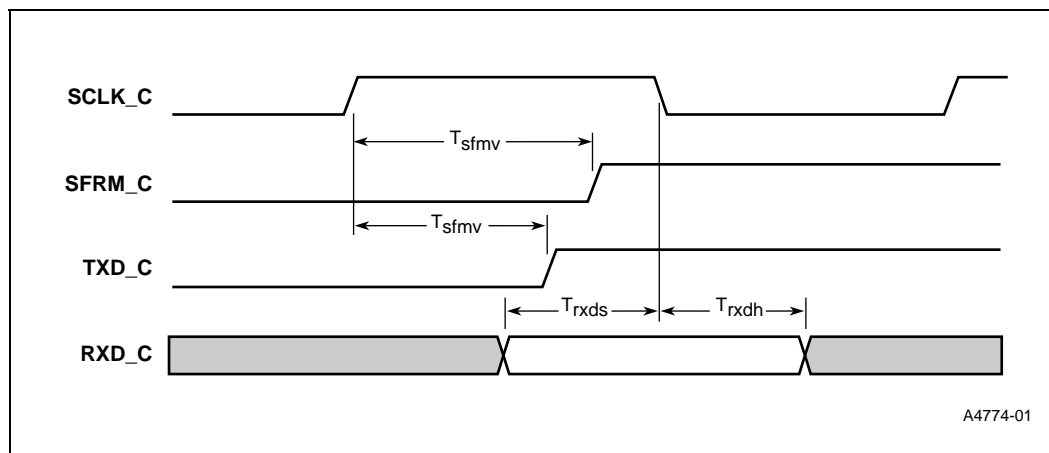 SCLK_C
Tsfmv
SFRM_C
Tsfmv
TXD_C
Trxds
Trxdh
RXD_C
A4774-01